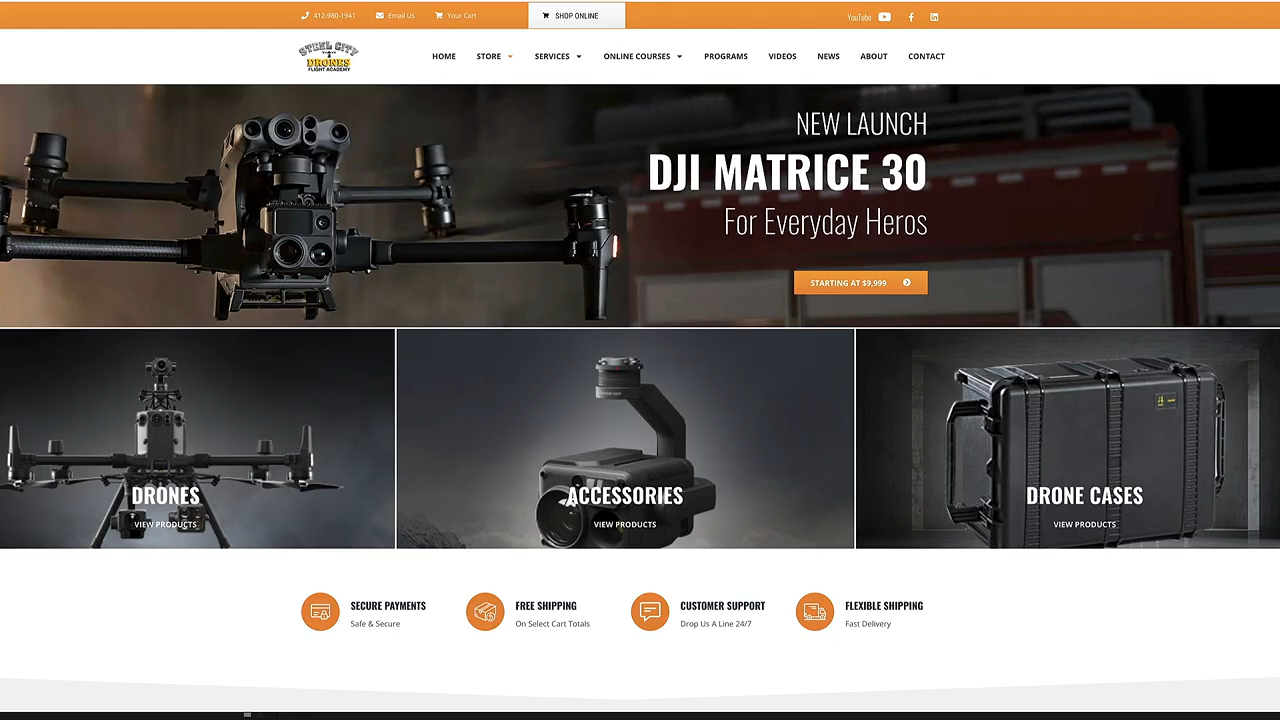 412-980-1941
Email Us
Your Cart
SHOP ONLINE
YouTube
STEEL CITY
DRONES
FLIGHT ACADEMY
HOME
STORE
SERVICES
ONLINE COURSES
PROGRAMS
VIDEOS
NEWS
ABOUT
CONTACT
NEW LAUNCH
DJI MATRICE 30
For Everyday Heros
STARTING AT $9,999
DRONES
VIEW PRODUCTS
ACCESSORIES
VIEW PRODUCTS
DRONE CASES
VIEW PRODUCTS
SECURE PAYMENTS
Safe & Secure
FREE SHIPPING
On Select Cart Totals
CUSTOMER SUPPORT
Drop Us A Line 24/7
FLEXIBLE SHIPPING
Fast Delivery